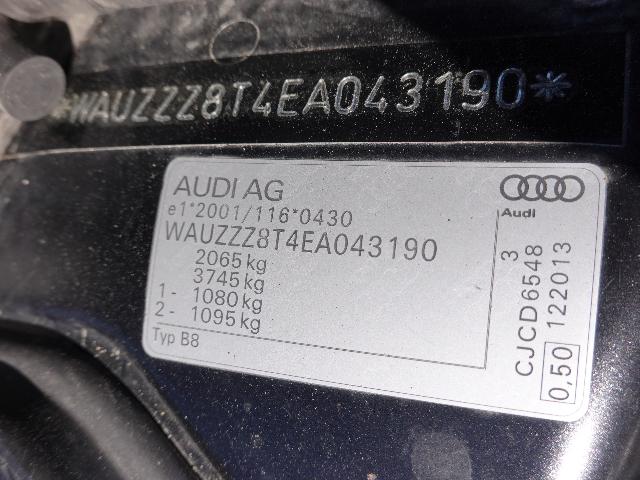 *WAUZZZ8T4EA043190*
AUDI AG
e1*2001/116*0430
WAUZZZ8T4EA043190
2065 kg
3745 kg
1- 1080 kg
2- 1095 kg
Typ B8
Audi
3
CJCD6548
0,50 122013